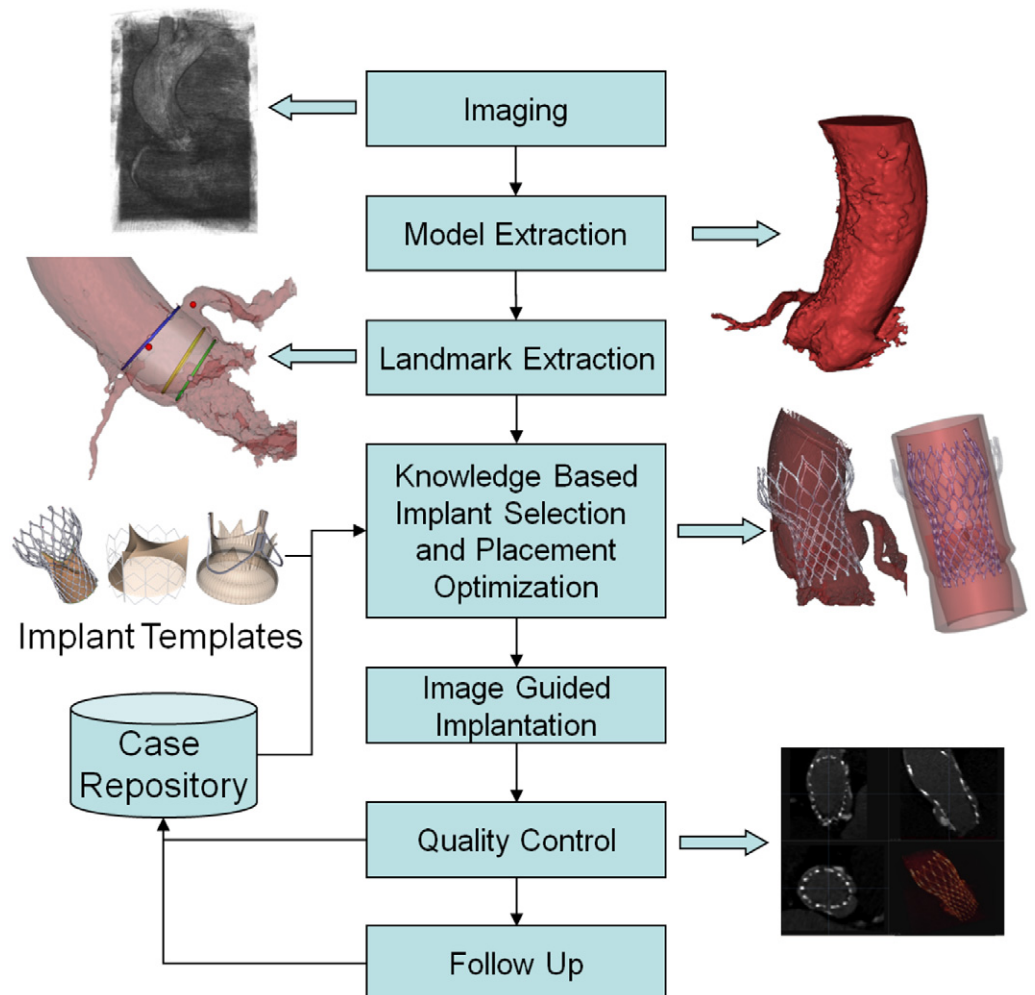 Imaging
Model Extraction
Landmark Extraction
Knowledge Based
Implant Selection
and Placement
Optimization
Implant Templates
Image Guided
Implantation
Case
Repository
Quality Control
Follow Up